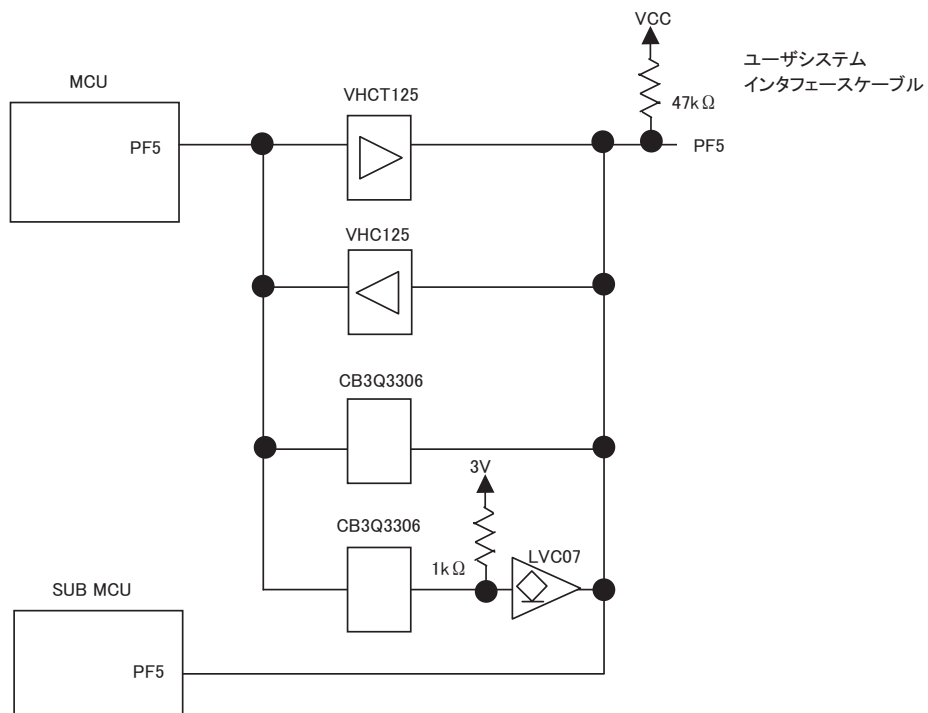 VCC
ユーザシステム
インタフェースケーブル
MCU
VHCT125
47kΩ
PF5
PF5
VHC125
CB3Q3306
3V
CB3Q3306
LVC07
1kΩ
SUB MCU
PF5